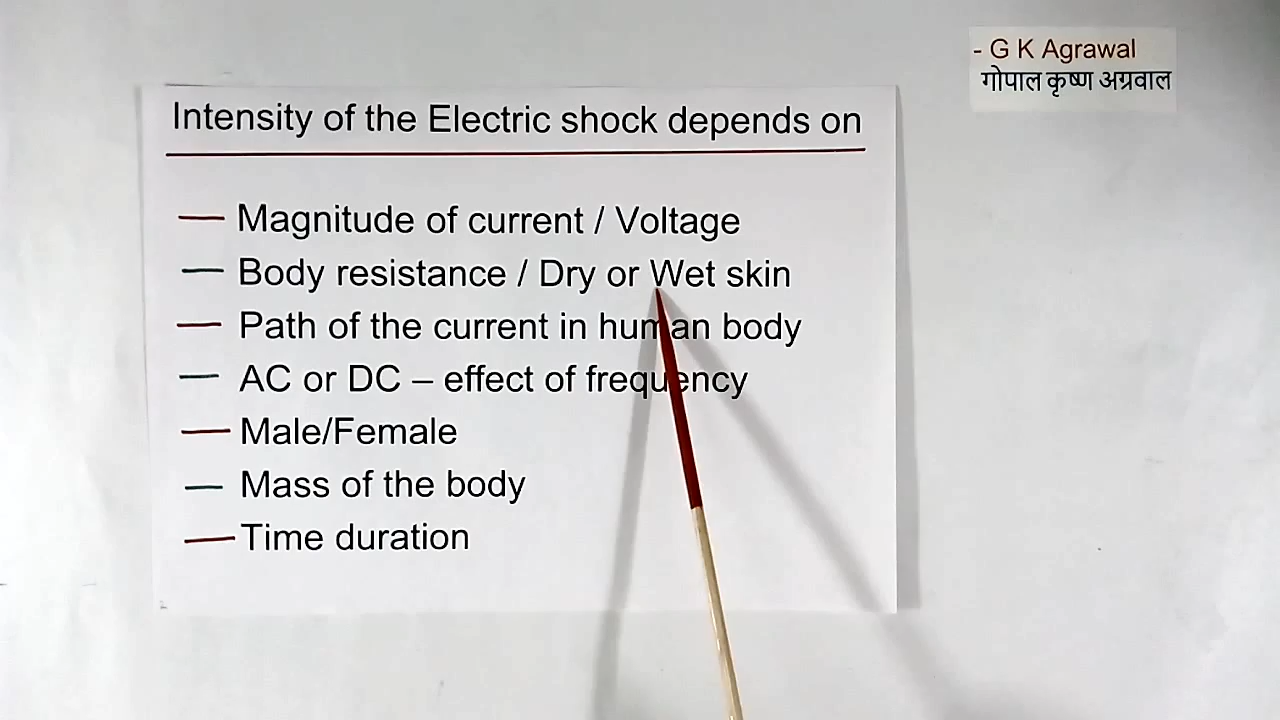 - G K Agrawal
गोपाल कृष्ण अग्रवाल
Intensity of the Electric shock depends on
Magnitude of current / Voltage
Body resistance / Dry or Wet skin
Path of the current in human body
AC or DC – effect of frequency
Male/Female
Mass of the body
Time duration